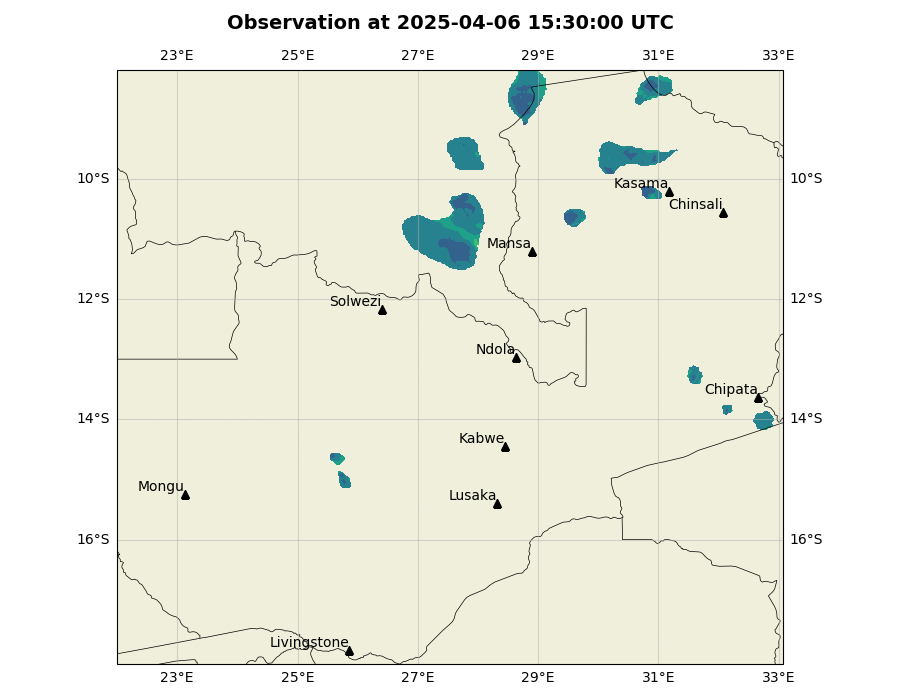 Observation at 2025-04-06 15:30:00 UTC
23°E 25°E 27°E 29°E 31°E 33°E
10°S 10°S
Kasama
Chinsali
Mansa
12°S 12°S
Solwezi
Ndola
Chipata
14°S 14°S
Kabwe
Mongu
Lusaka
16°S 16°S
Livingstone
23°E 25°E 27°E 29°E 31°E 33°E